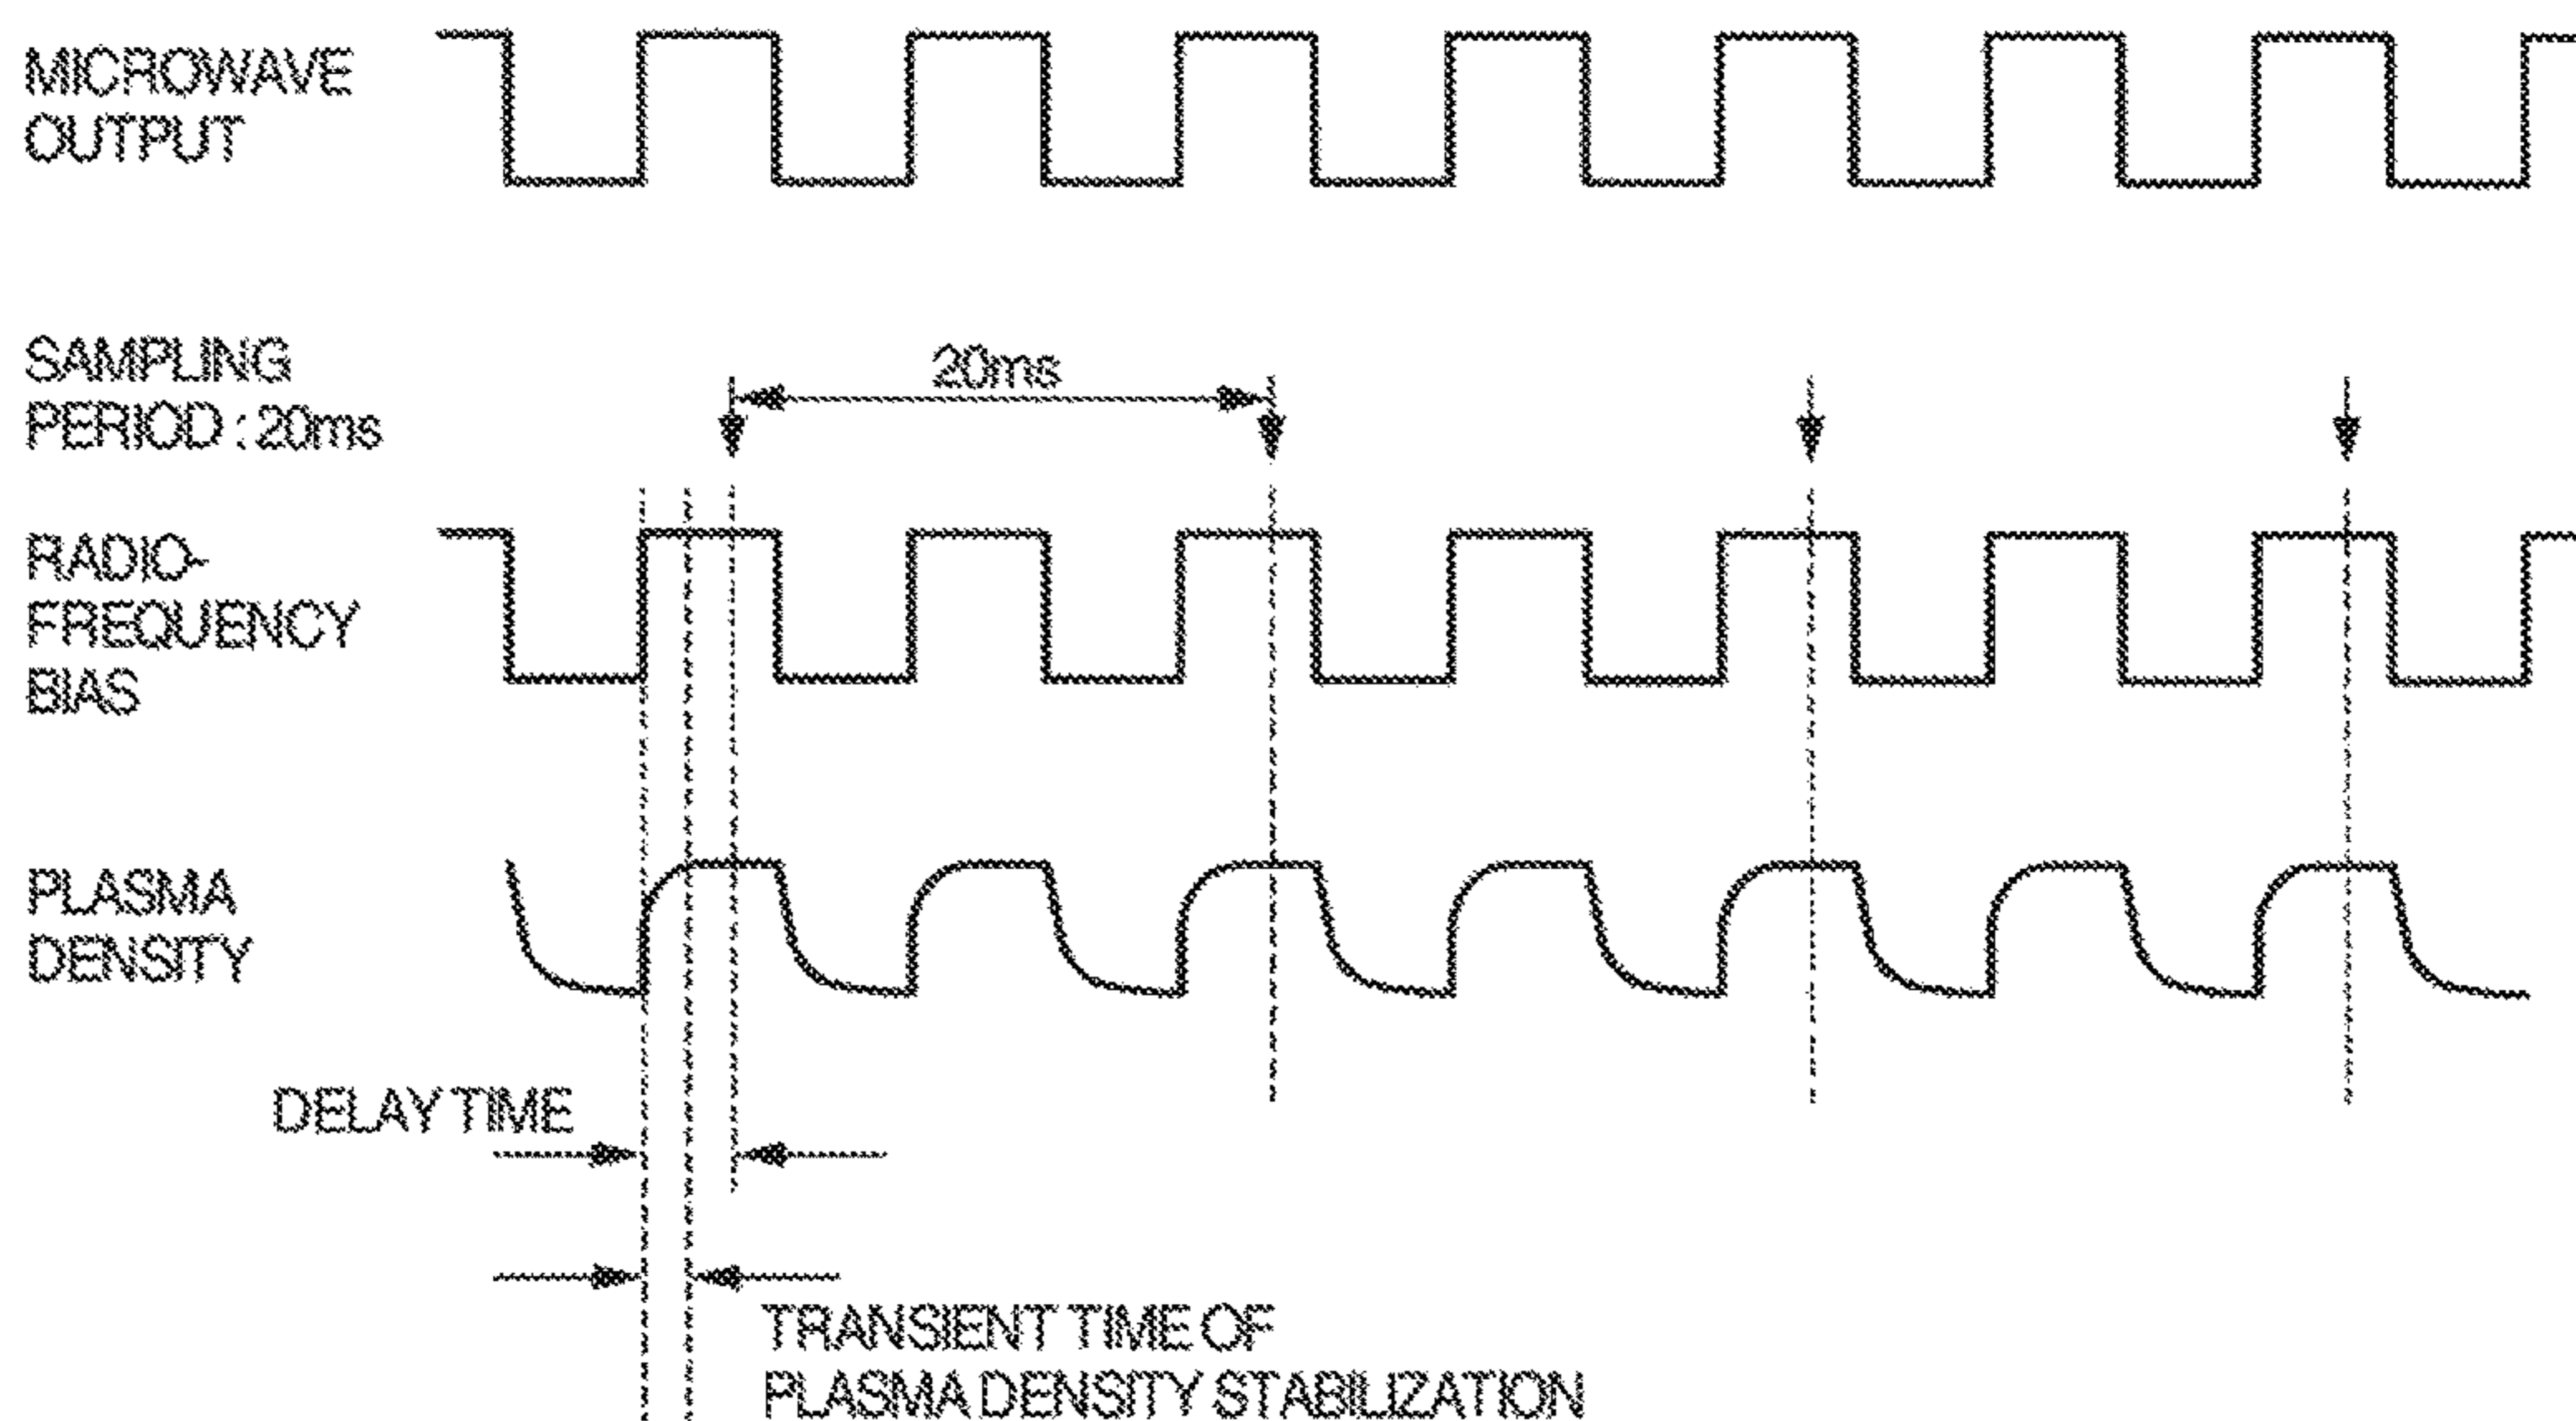 MICROWAVE
OUTPUT
SAMPLING
PERIOD : 20ms
20ms
RADIO-
FREQUENCY
BIAS
PLASMA
DENSITY
DELAY TIME
TRANSIENT TIME OF
PLASMA DENSITY STABILIZATION